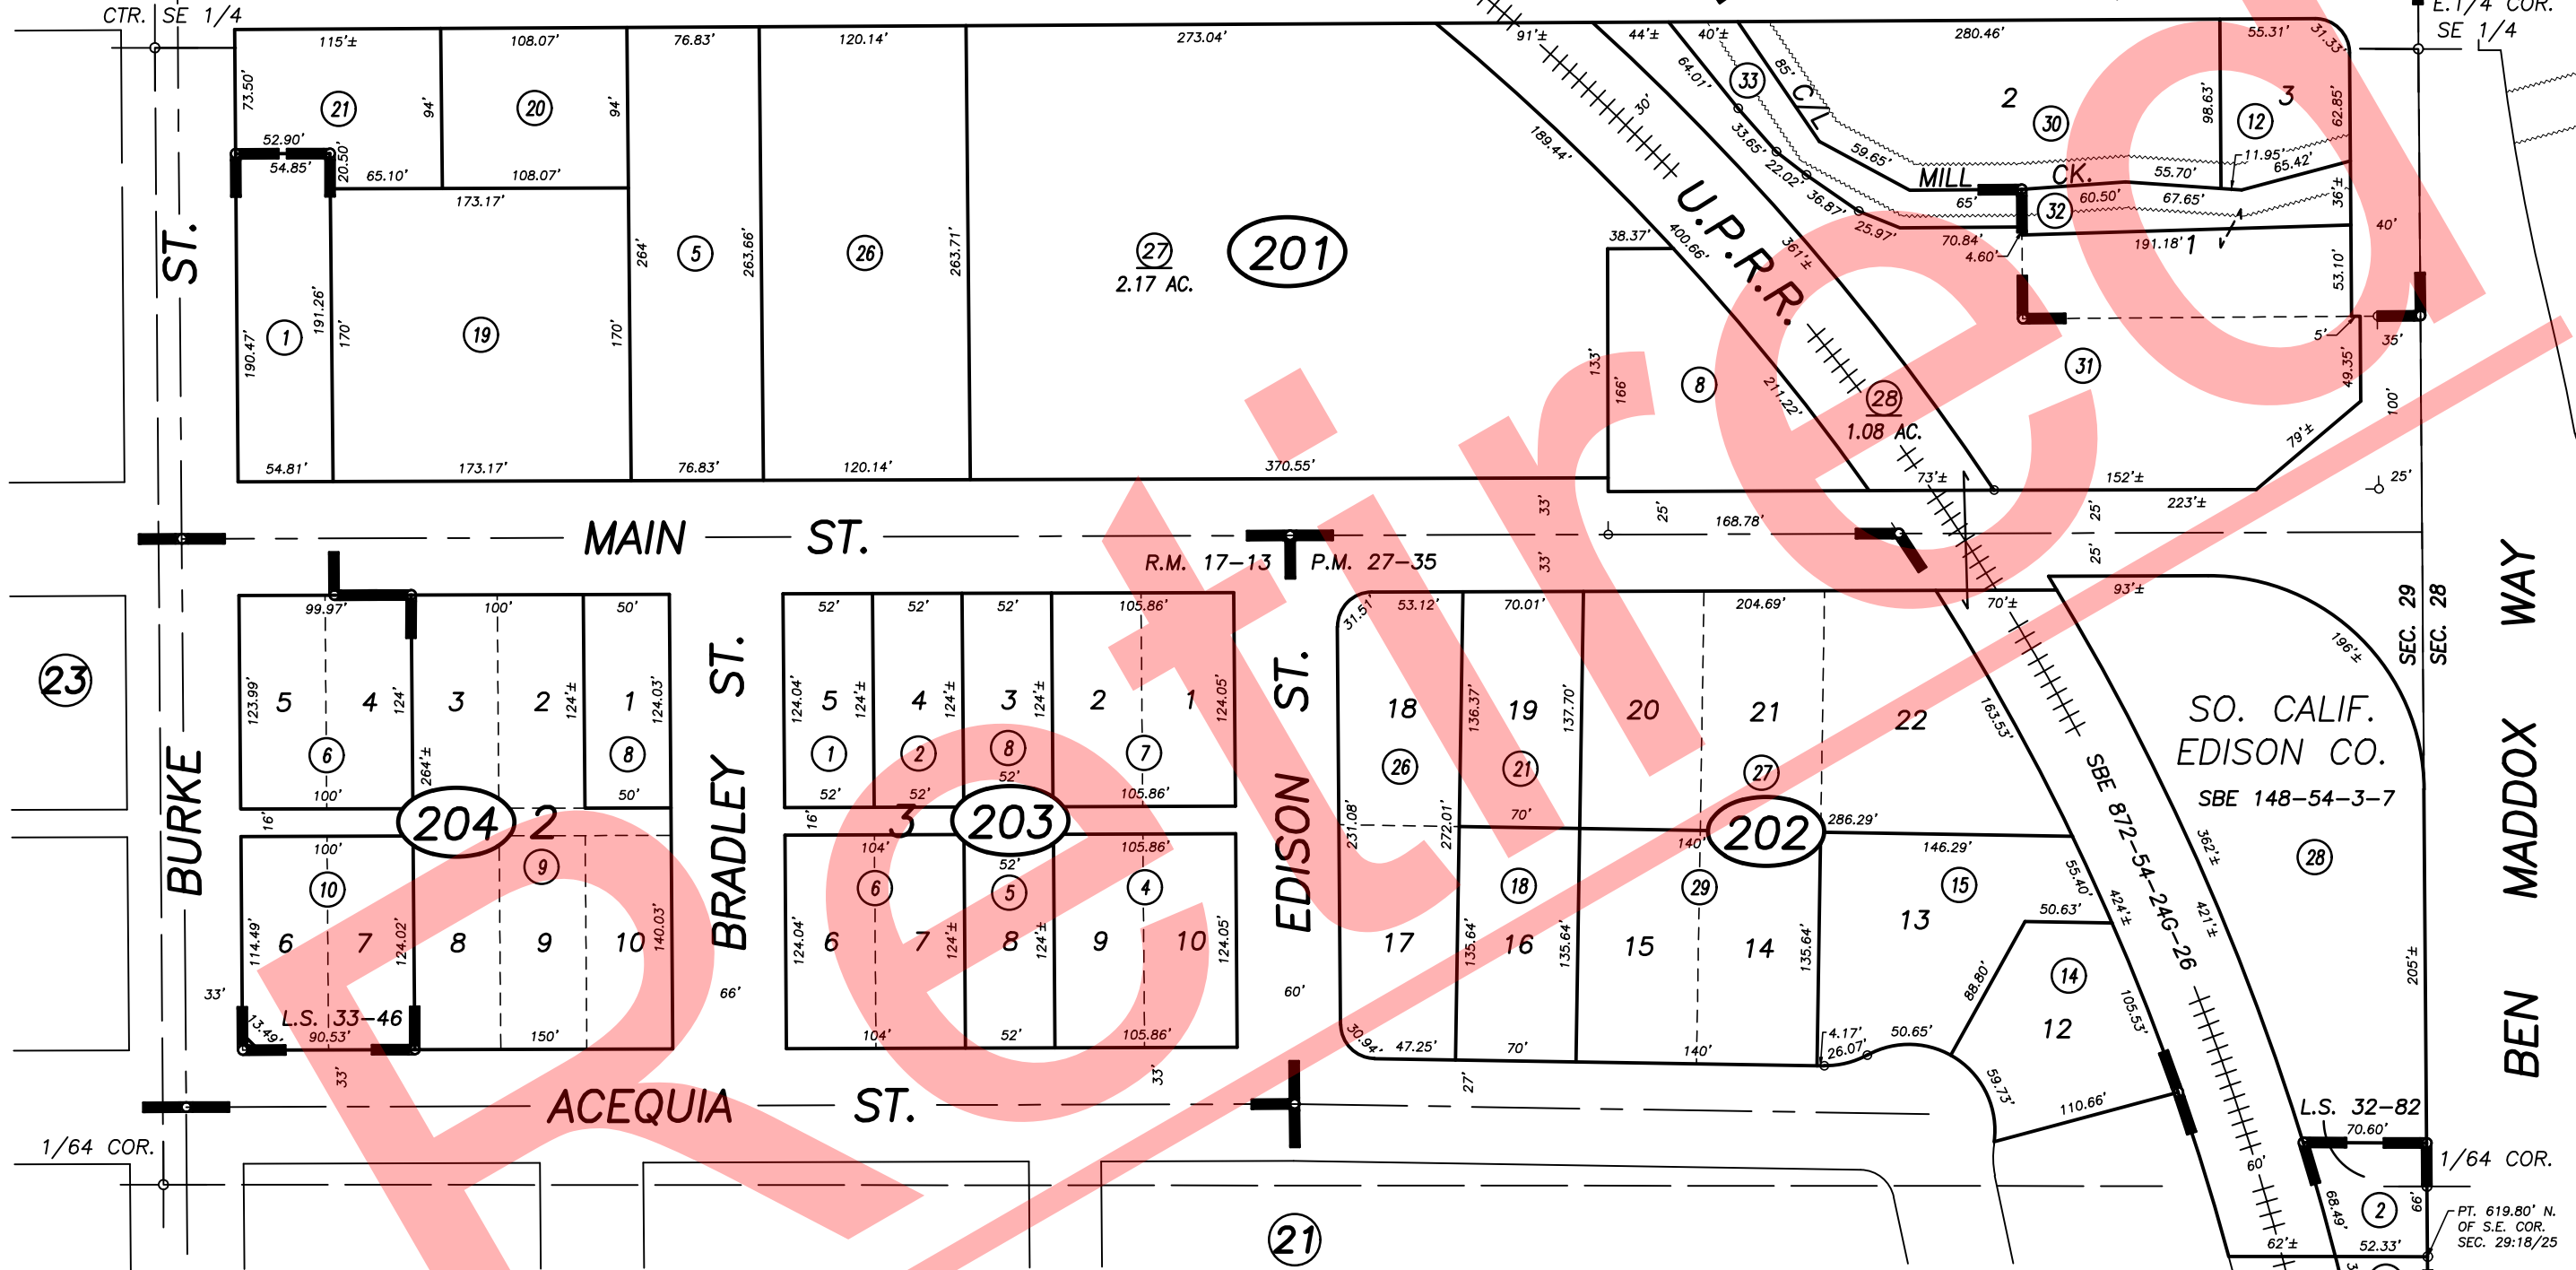 CTR. SE 1/4
E.1/4 COR.
SE 1/4
115'± 108.07' 76.83' 120.14' 273.04' 91'± 44'± 40'± 280.46' 55.31' 31.33'
73.50' 21 94' 20 94' 64.01' 33 85' C/L 2 30 98.63' 3 12 62.85'
30'
52.90'
54.85' 20.50' 65.10' 108.07' 189.44' 33.65' 22.02' 59.65' MILL CK. 55.70' 11.95' 65.42'
173.17' 36.87' 65' 32 60.50' 67.65' 36'± 40'
ST. 264' 5 263.66' 26 263.71' 27 201 38.37' 400.66' U.P.R.R. 361'± 25.97' 70.84' 191.18' 1
2.17 AC. 4.60' 53.10'
190.47' 1 191.26' 170' 19 170' 5' 35'
133' 166' 8 211.22' 28 31 49.35' 100'
1.08 AC. 79'±
54.81' 173.17' 76.83' 120.14' 370.55' 73'± 152'± 25'
33' 25' 168.78' 25' 223'±
MAIN ST.
R.M. 17-13 P.M. 27-35 33' 25'
99.97' 100' 50' 52' 52' 52' 105.86' 31.51' 53.12' 70.01' 204.69' 70'± 93'±
SEC. 29 SEC. 28
196'±
23 123.99' 5 4 124' 3 2 124'± 1 124.03' 124.04' 5 124'± 4 124'± 3 124'± 2 1 124.05' 18 136.37' 19 137.70' 20 21 22 163.53'
SO. CALIF.
EDISON CO.
SBE 148-54-3-7
6 264'± 8 1 2 8 7 26 21 27
100' 50' 52' 52' 52' 105.86'
16' 204 2 16' 3 203 231.08' 272.01' 70' 202 286.29'
BURKE BRADLEY ST. EDISON ST. BEN MADDOX WAY
100' 9 104' 52' 105.86' 140' 146.29' SBE 872-54-24G-26 362'± 28
10 6 5 4 18 29 15 55.40' 424'± 421'±
114.49' 6 7 124.02' 8 9 10 140.03' 124.04' 6 7 124'± 8 124'± 9 10 124.05' 17 135.64' 16 135.64' 15 14 135.64' 13 50.63' 205'±
33' 66' 60' 88.80' 14 105.53'
13.49' L.S. 33-46 12
90.53' 150' 104' 52' 105.86' 30.94' 47.25' 70' 140' 4.17' 26.07' 50.65'
33' 33' 27' 59.73' 110.66'
ACEQUIA ST.
L.S. 32-82
70.60'
1/64 COR. 60' 1/64 COR.
68.49' 2 66'
PT. 619.80' N.
OF S.E. COR.
SEC. 29:18/25
21 62'± 52.33'
Retired